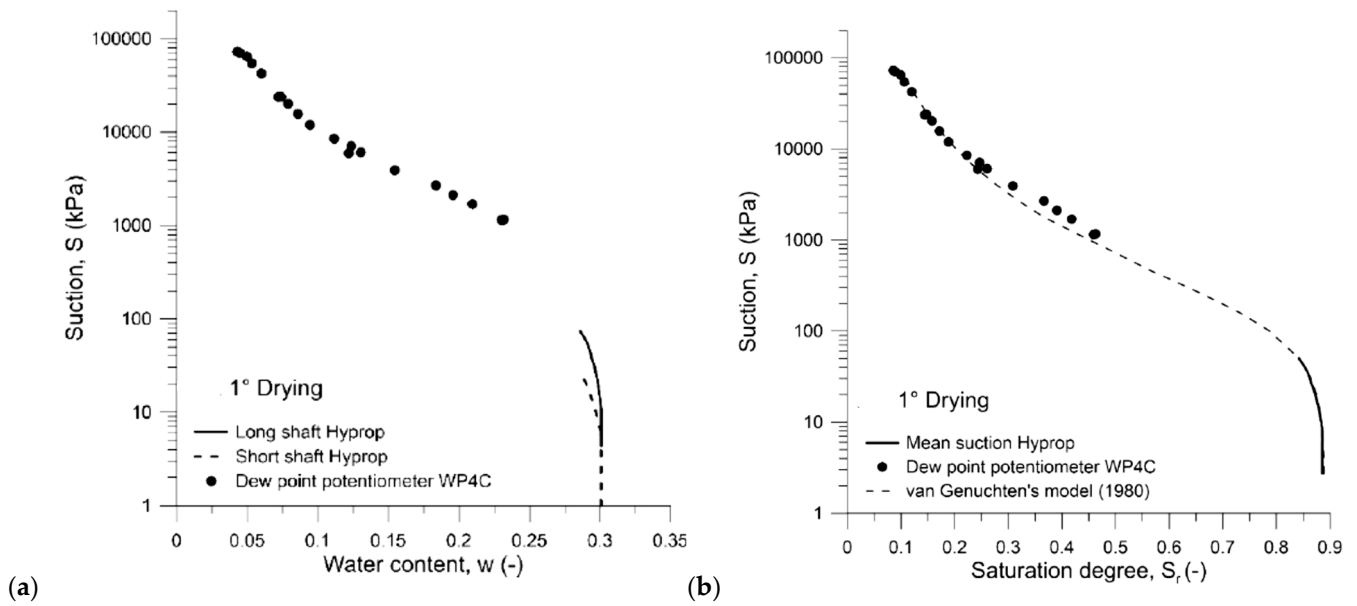 100000
10000
1000
100
10
1
Suction, S (kPa)
1° Drying
Long shaft Hyprop
Short shaft Hyprop
Dew point potentiometer WP4C
0 0.05 0.1 0.15 0.2 0.25 0.3 0.35
Water content, w (-)
(a)
100000
10000
1000
100
10
1
Suction, S (kPa)
1° Drying
Mean suction Hyprop
Dew point potentiometer WP4C
van Genuchten's model (1980)
0 0.1 0.2 0.3 0.4 0.5 0.6 0.7 0.8 0.9
Saturation degree, Sr (-)
(b)